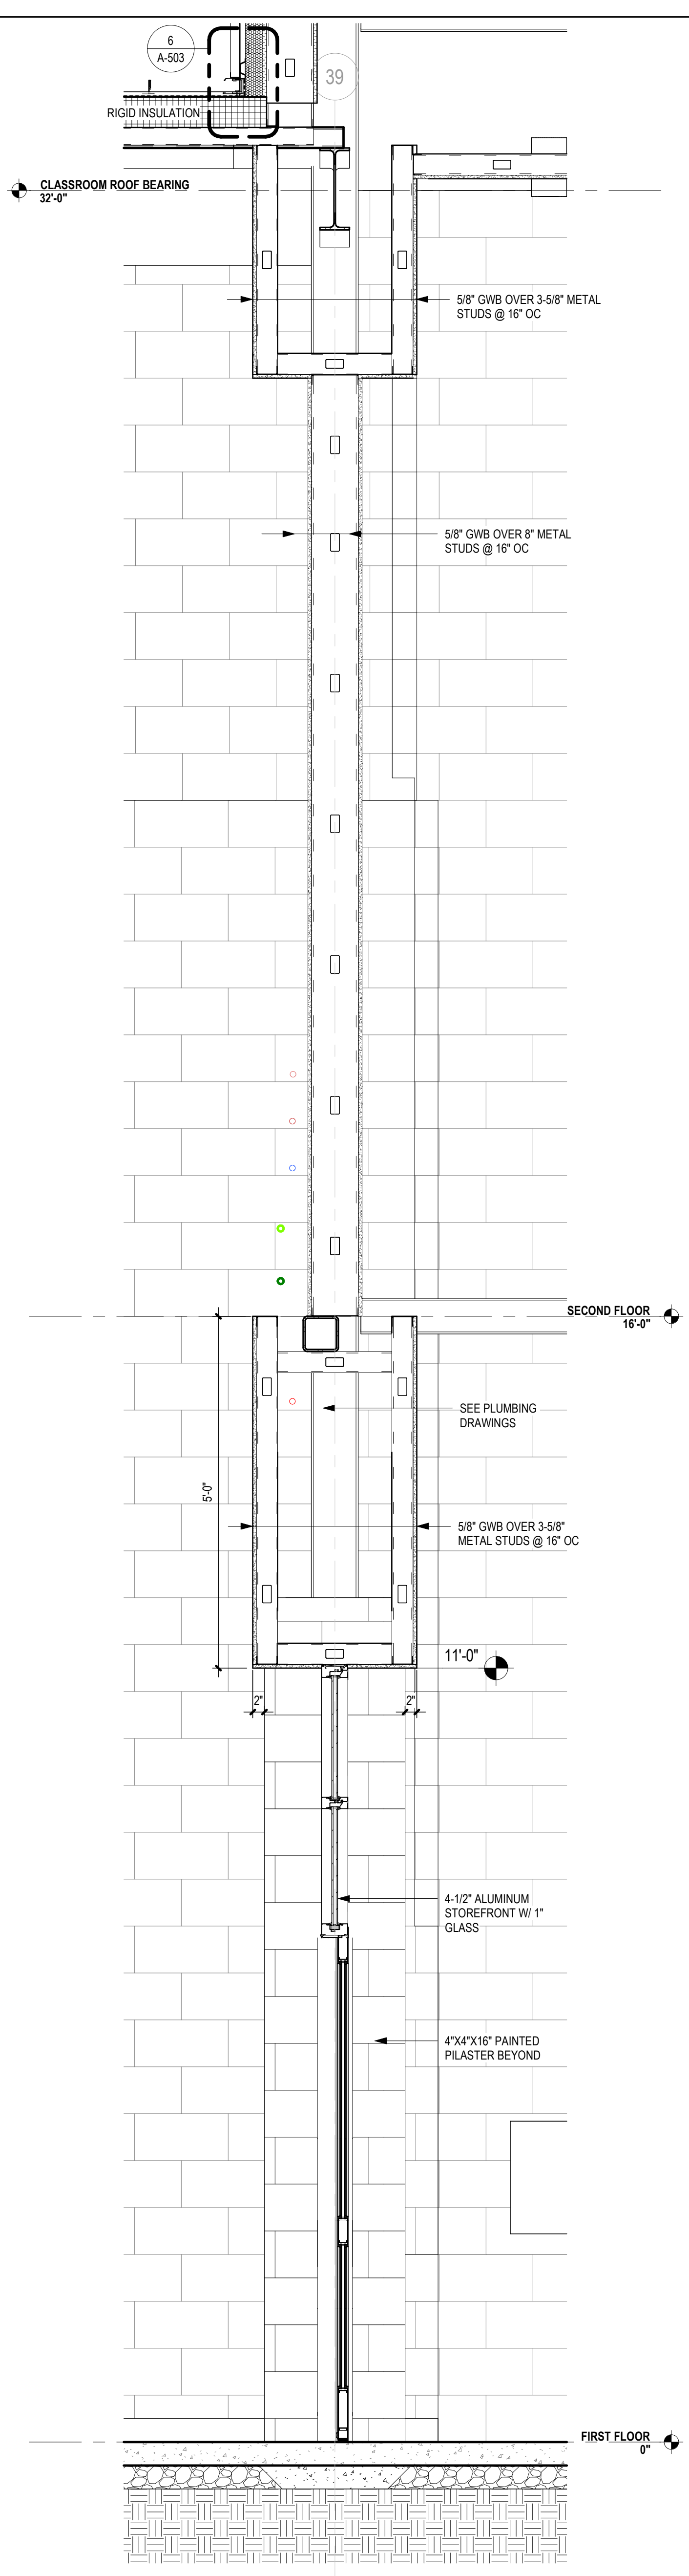 6
A-503
39
RIGID INSULATION
CLASSROOM ROOF BEARING
32'-0"
5/8" GWB OVER 3-5/8" METAL
STUDS @ 16" OC
5/8" GWB OVER 8" METAL
STUDS @ 16" OC
SECOND FLOOR
16'-0"
SEE PLUMBING
DRAWINGS
5'-0"
5/8" GWB OVER 3-5/8"
METAL STUDS @ 16" OC
11'-0"
2"
2"
4-1/2" ALUMINUM
STOREFRONT W/ 1"
GLASS
4"X4"X16" PAINTED
PILASTER BEYOND
FIRST FLOOR
0"